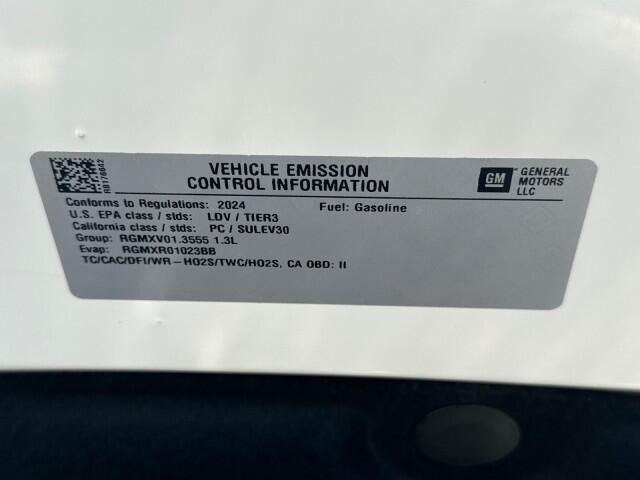 RB178842
VEHICLE EMISSION
CONTROL INFORMATION
GM
GENERAL
MOTORS
LLC
Conforms to Regulations: 2024 Fuel: Gasoline
U.S. EPA class / stds: LDV / TIER3
California class / stds: PC / SULEV30
Group: RGMXV01.3555 1.3L
Evap: RGMXR01023BB
TC/CAC/DFI/WR-HO2S/TWC/HO2S, CA OBD: II